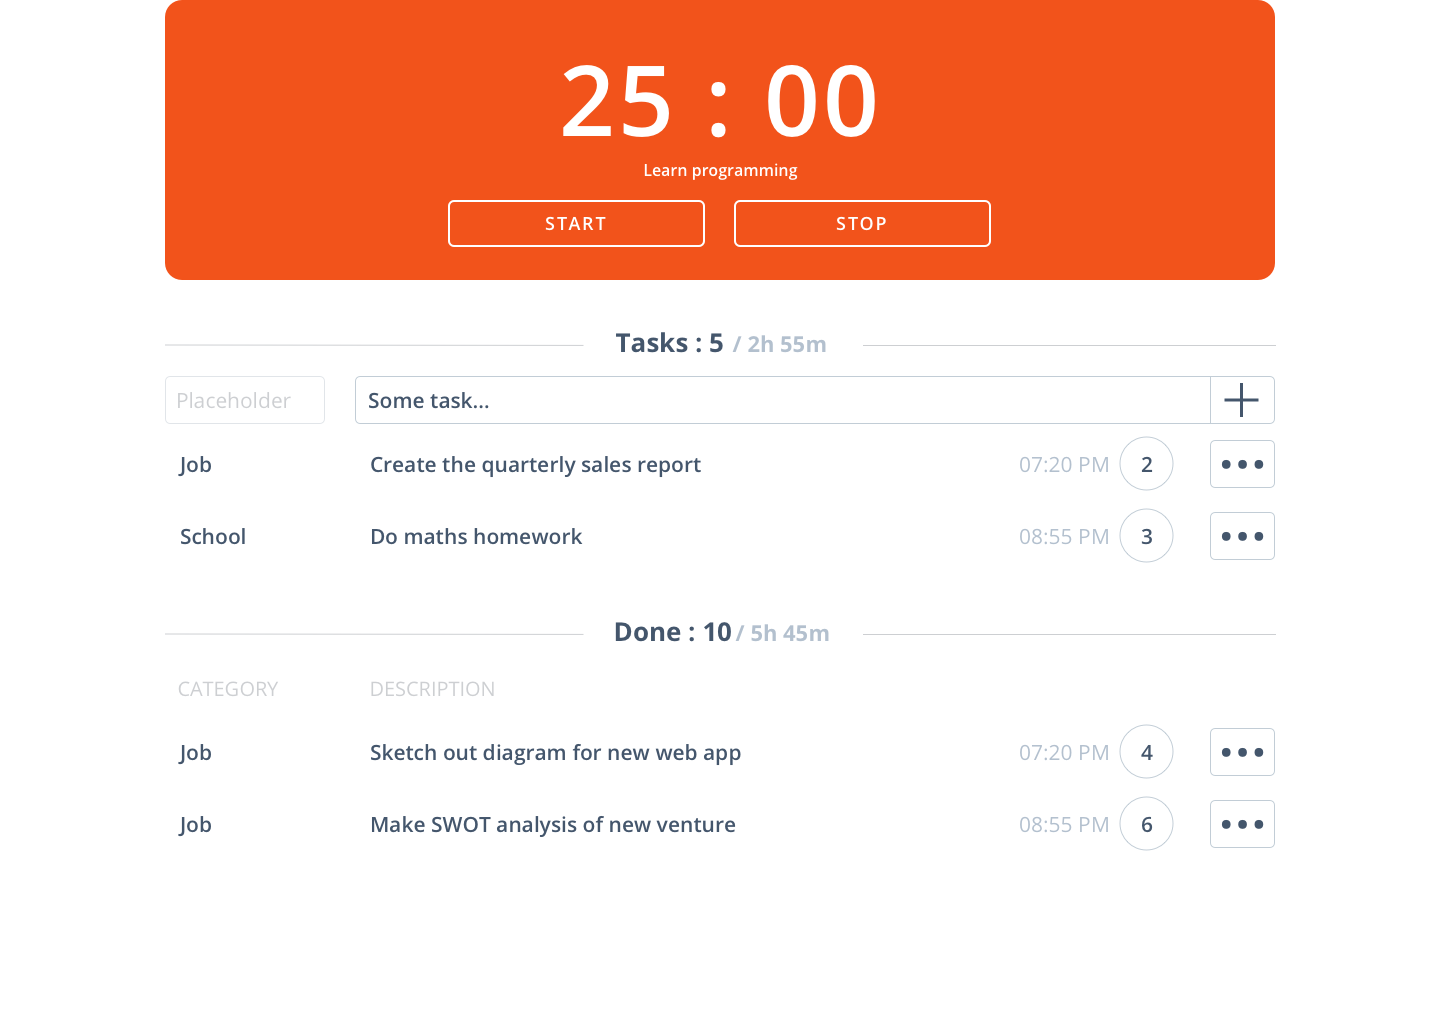 25 : 00
Learn programming
START STOP
Tasks : 5 / 2h 55m
Placeholder Some task...
Job Create the quarterly sales report 07:20 PM 2
School Do maths homework 08:55 PM 3
Done : 10 / 5h 45m
CATEGORY DESCRIPTION
Job Sketch out diagram for new web app 07:20 PM 4
Job Make SWOT analysis of new venture 08:55 PM 6